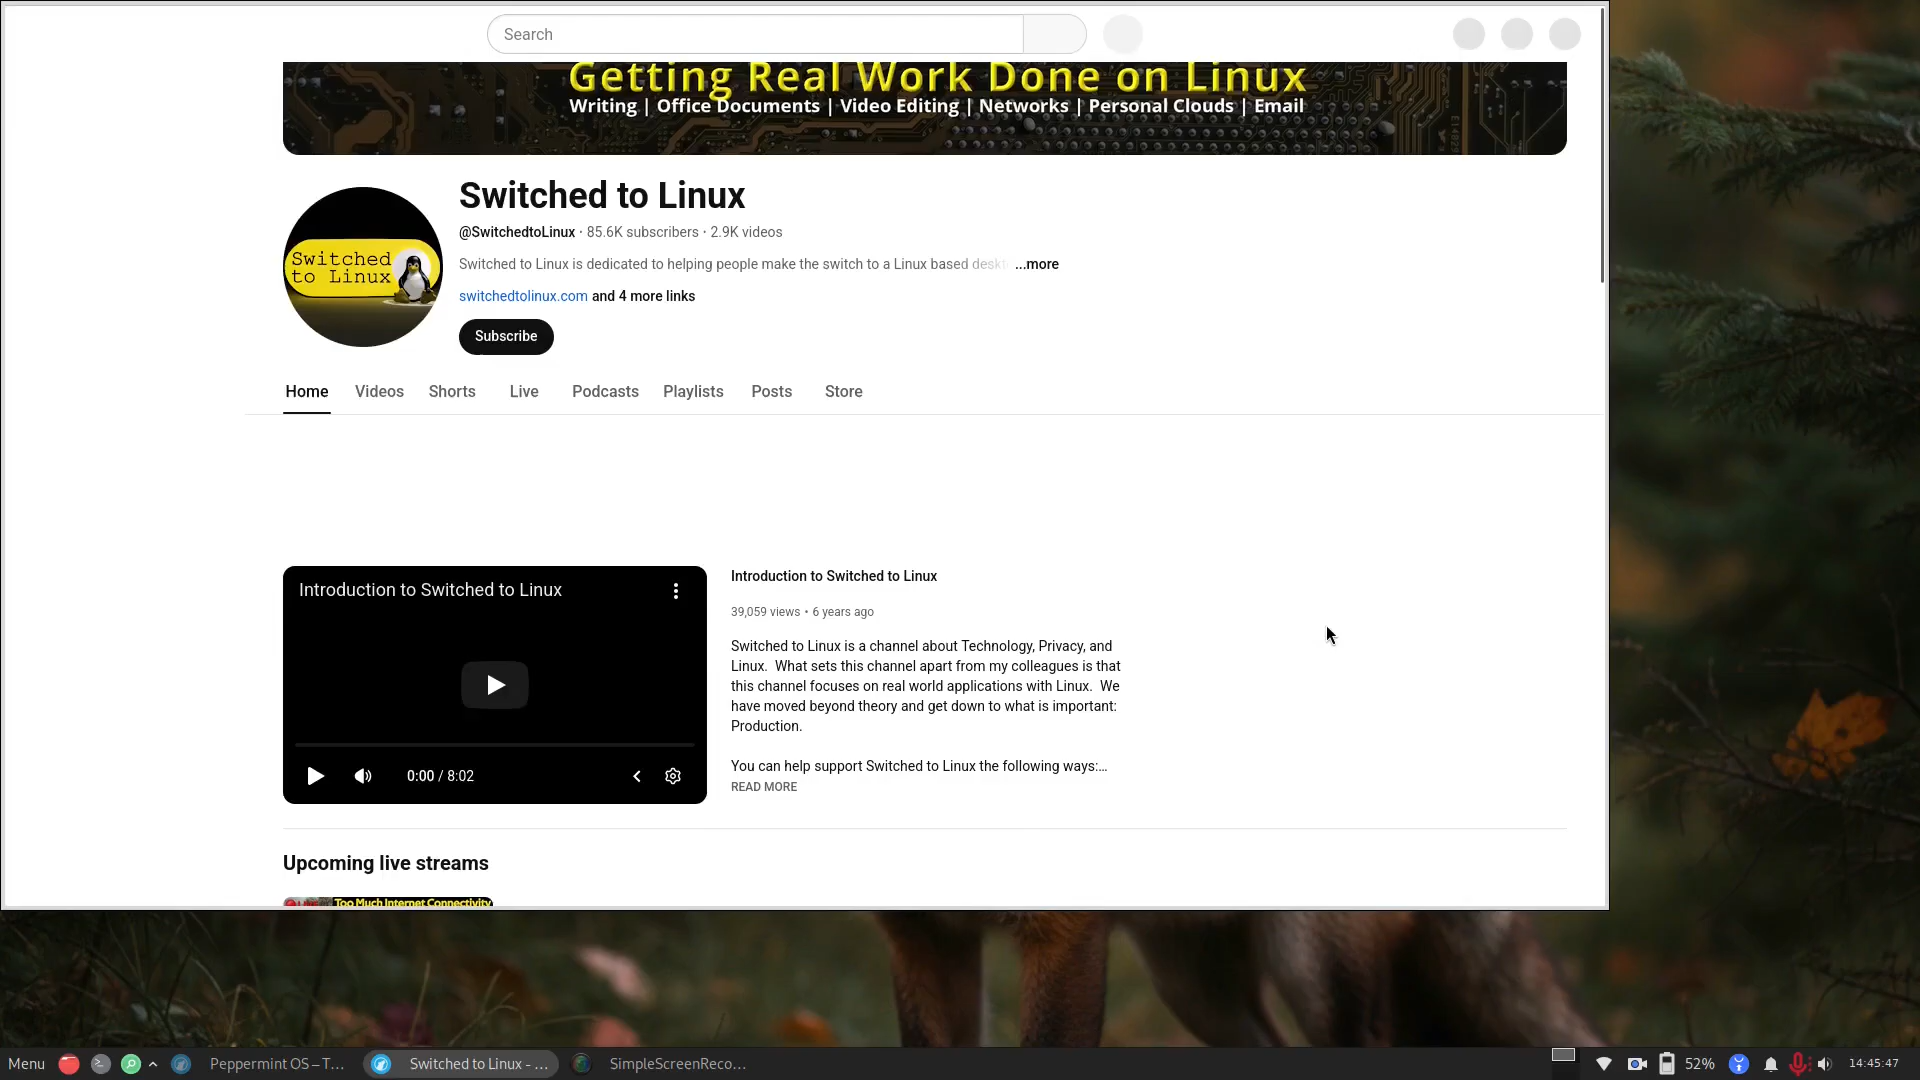 Search
Getting Real Work Done on Linux
Writing | Office Documents | Video Editing | Networks | Personal Clouds | Email
Switched
to Linux
Switched to Linux
@SwitchedtoLinux · 85.6K subscribers · 2.9K videos
Switched to Linux is dedicated to helping people make the switch to a Linux based deskt ...more
switchedtolinux.com and 4 more links
Subscribe
Home Videos Shorts Live Podcasts Playlists Posts Store
Introduction to Switched to Linux
0:00 / 8:02
Introduction to Switched to Linux
39,059 views • 6 years ago
Switched to Linux is a channel about Technology, Privacy, and
Linux.  What sets this channel apart from my colleagues is that
this channel focuses on real world applications with Linux.  We
have moved beyond theory and get down to what is important:
Production.
You can help support Switched to Linux the following ways:...
READ MORE
Upcoming live streams
Too Much Internet Connectivity
Menu Peppermint OS – T... Switched to Linux - ... SimpleScreenReco... 52% 14:45:47